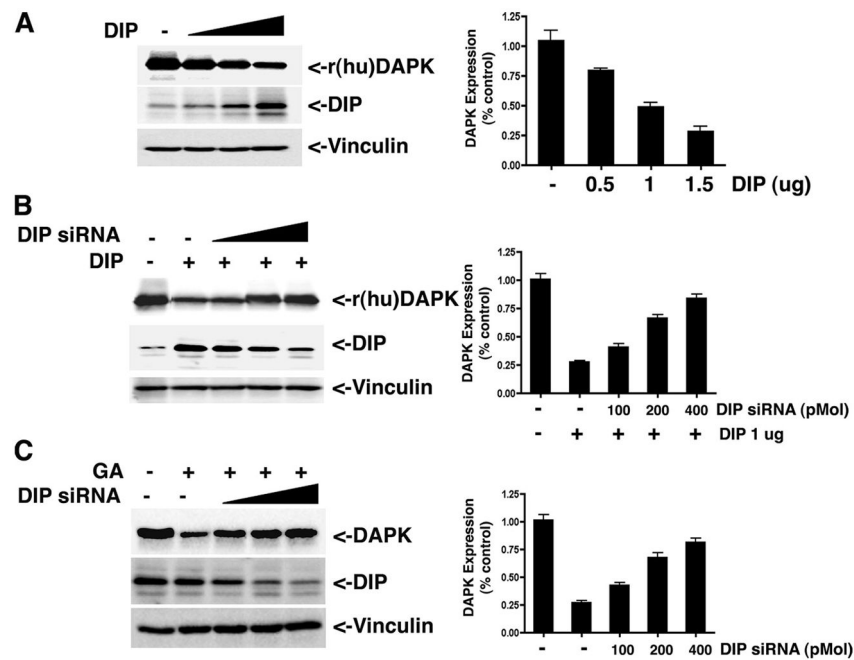 A
DIP -
<-r(hu)DAPK
<-DIP
<-Vinculin
DAPK Expression
(% control)
1.25
1.00
0.75
0.50
0.25
0.00
- 0.5 1 1.5 DIP (ug)
B
DIP siRNA - -
DIP - + + + +
<-r(hu)DAPK
<-DIP
<-Vinculin
DAPK Expression
(% control)
1.25
1.00
0.75
0.50
0.25
0.00
- - 100 200 400 DIP siRNA (pMol)
- + + + + DIP 1 ug
C
GA - + + + +
DIP siRNA - -
<-DAPK
<-DIP
<-Vinculin
DAPK Expression
(% control)
1.25
1.00
0.75
0.50
0.25
0.00
- - 100 200 400 DIP siRNA (pMol)